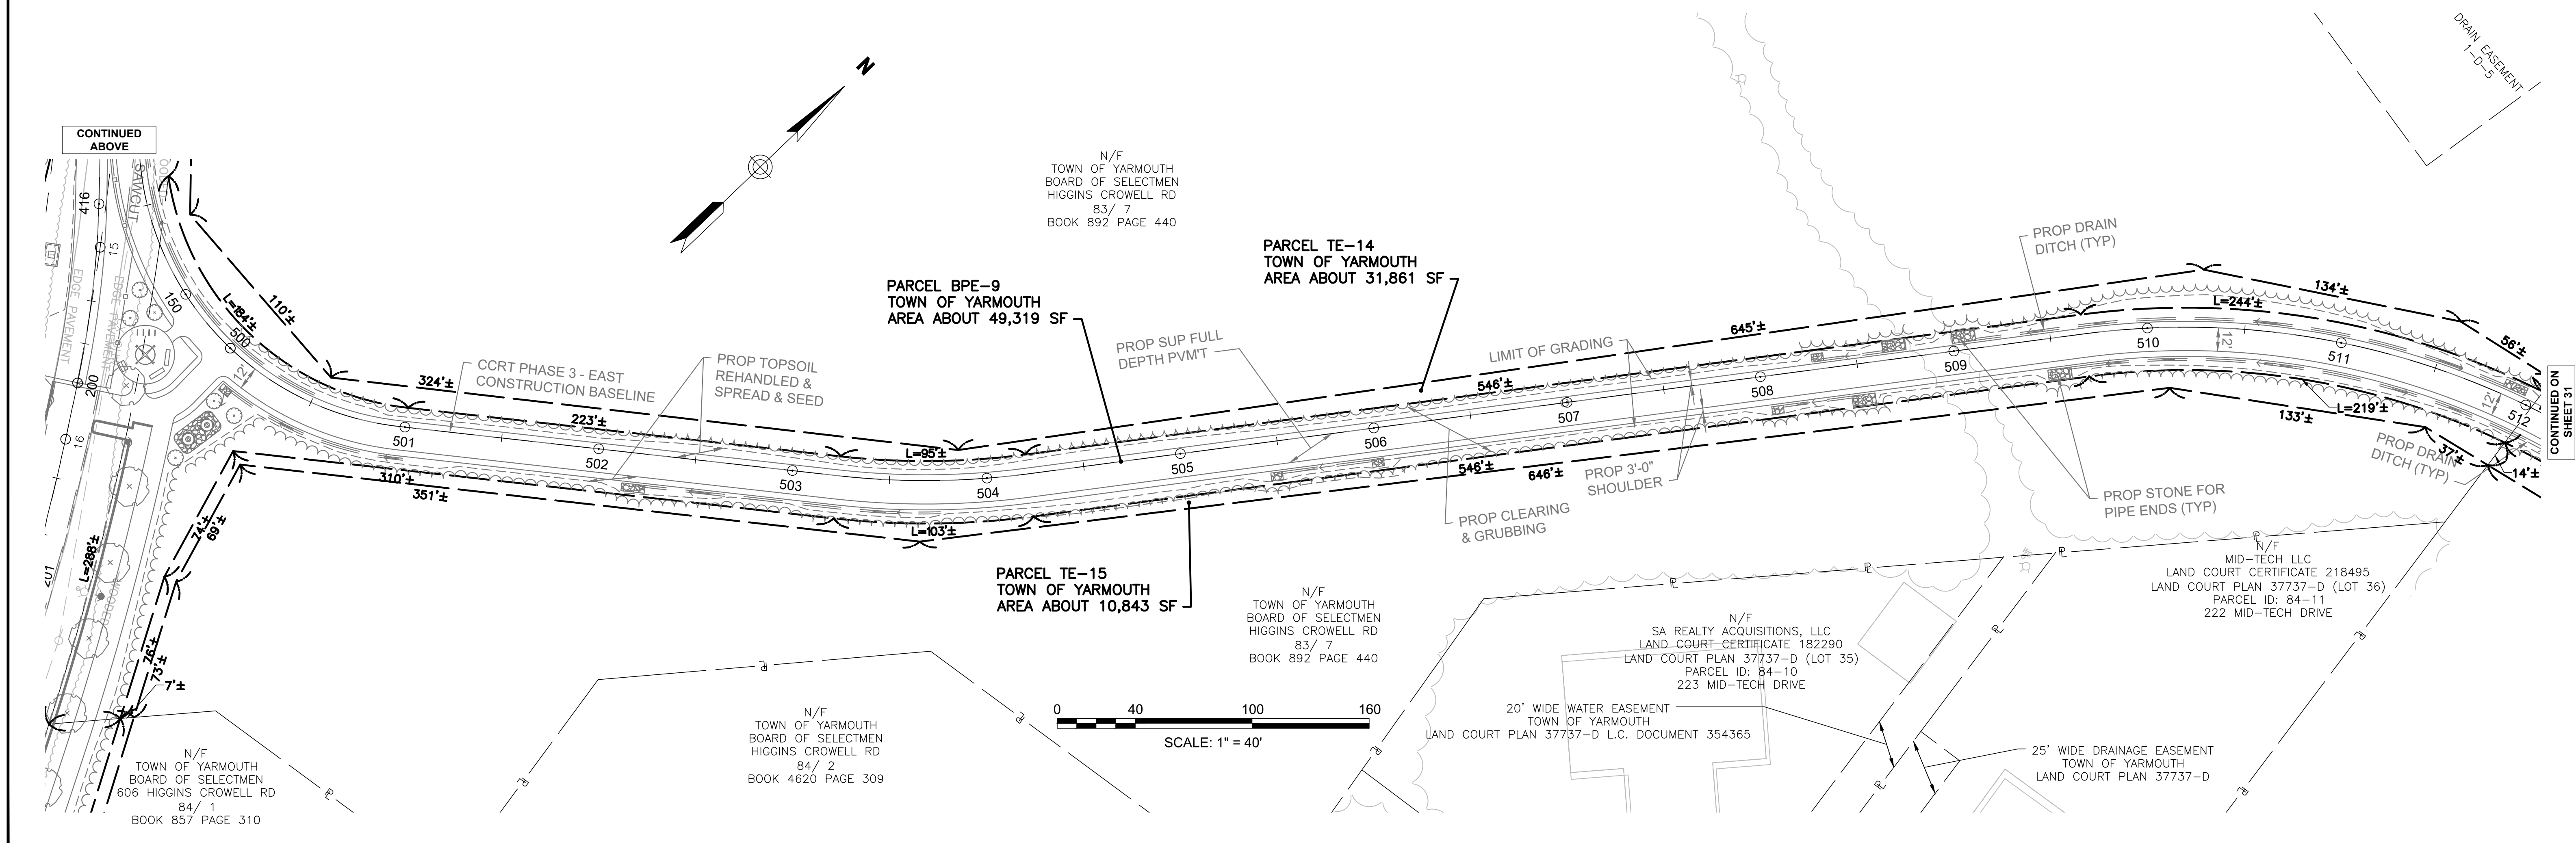 DRAIN EASEMENT
1-D-5
N
CONTINUED
ABOVE
N/F
TOWN OF YARMOUTH
BOARD OF SELECTMEN
HIGGINS CROWELL RD
83/ 7
BOOK 892 PAGE 440
PARCEL TE-14
TOWN OF YARMOUTH
AREA ABOUT 31,861 SF
PARCEL BPE-9
TOWN OF YARMOUTH
AREA ABOUT 49,319 SF
PROP DRAIN
DITCH (TYP)
416
SAWCUT
15
EDGE PAVEMENT
EDGE PAVEMENT
150
200
16
201
L=288'±
WOODED
L=184'±
110'±
500
12'
324'±
223'±
CCRT PHASE 3 - EAST
CONSTRUCTION BASELINE
PROP TOPSOIL
REHANDLED &
SPREAD & SEED
PROP SUP FULL
DEPTH PVM'T
LIMIT OF GRADING
645'±
546'±
L=244'±
134'±
56'±
501
502
503
504
505
506
507
508
509
510
511
512
12'
12'
L=95'±
310'±
351'±
L=103'±
546'±
646'±
PROP 3'-0"
SHOULDER
PROP CLEARING
& GRUBBING
PROP STONE FOR
PIPE ENDS (TYP)
L=219'±
133'±
PROP DRAIN
DITCH (TYP)
37'±
14'±
CONTINUED ON
SHEET 31
74'±
69'±
76'±
73'±
7'±
PARCEL TE-15
TOWN OF YARMOUTH
AREA ABOUT 10,843 SF
N/F
TOWN OF YARMOUTH
BOARD OF SELECTMEN
HIGGINS CROWELL RD
83/ 7
BOOK 892 PAGE 440
N/F
MID-TECH LLC
LAND COURT CERTIFICATE 218495
LAND COURT PLAN 37737-D (LOT 36)
PARCEL ID: 84-11
222 MID-TECH DRIVE
N/F
SA REALTY ACQUISITIONS, LLC
LAND COURT CERTIFICATE 182290
LAND COURT PLAN 37737-D (LOT 35)
PARCEL ID: 84-10
223 MID-TECH DRIVE
20' WIDE WATER EASEMENT
TOWN OF YARMOUTH
LAND COURT PLAN 37737-D L.C. DOCUMENT 354365
25' WIDE DRAINAGE EASEMENT
TOWN OF YARMOUTH
LAND COURT PLAN 37737-D
N/F
TOWN OF YARMOUTH
BOARD OF SELECTMEN
HIGGINS CROWELL RD
84/ 2
BOOK 4620 PAGE 309
N/F
TOWN OF YARMOUTH
BOARD OF SELECTMEN
606 HIGGINS CROWELL RD
84/ 1
BOOK 857 PAGE 310
0 40 100 160
SCALE: 1" = 40'